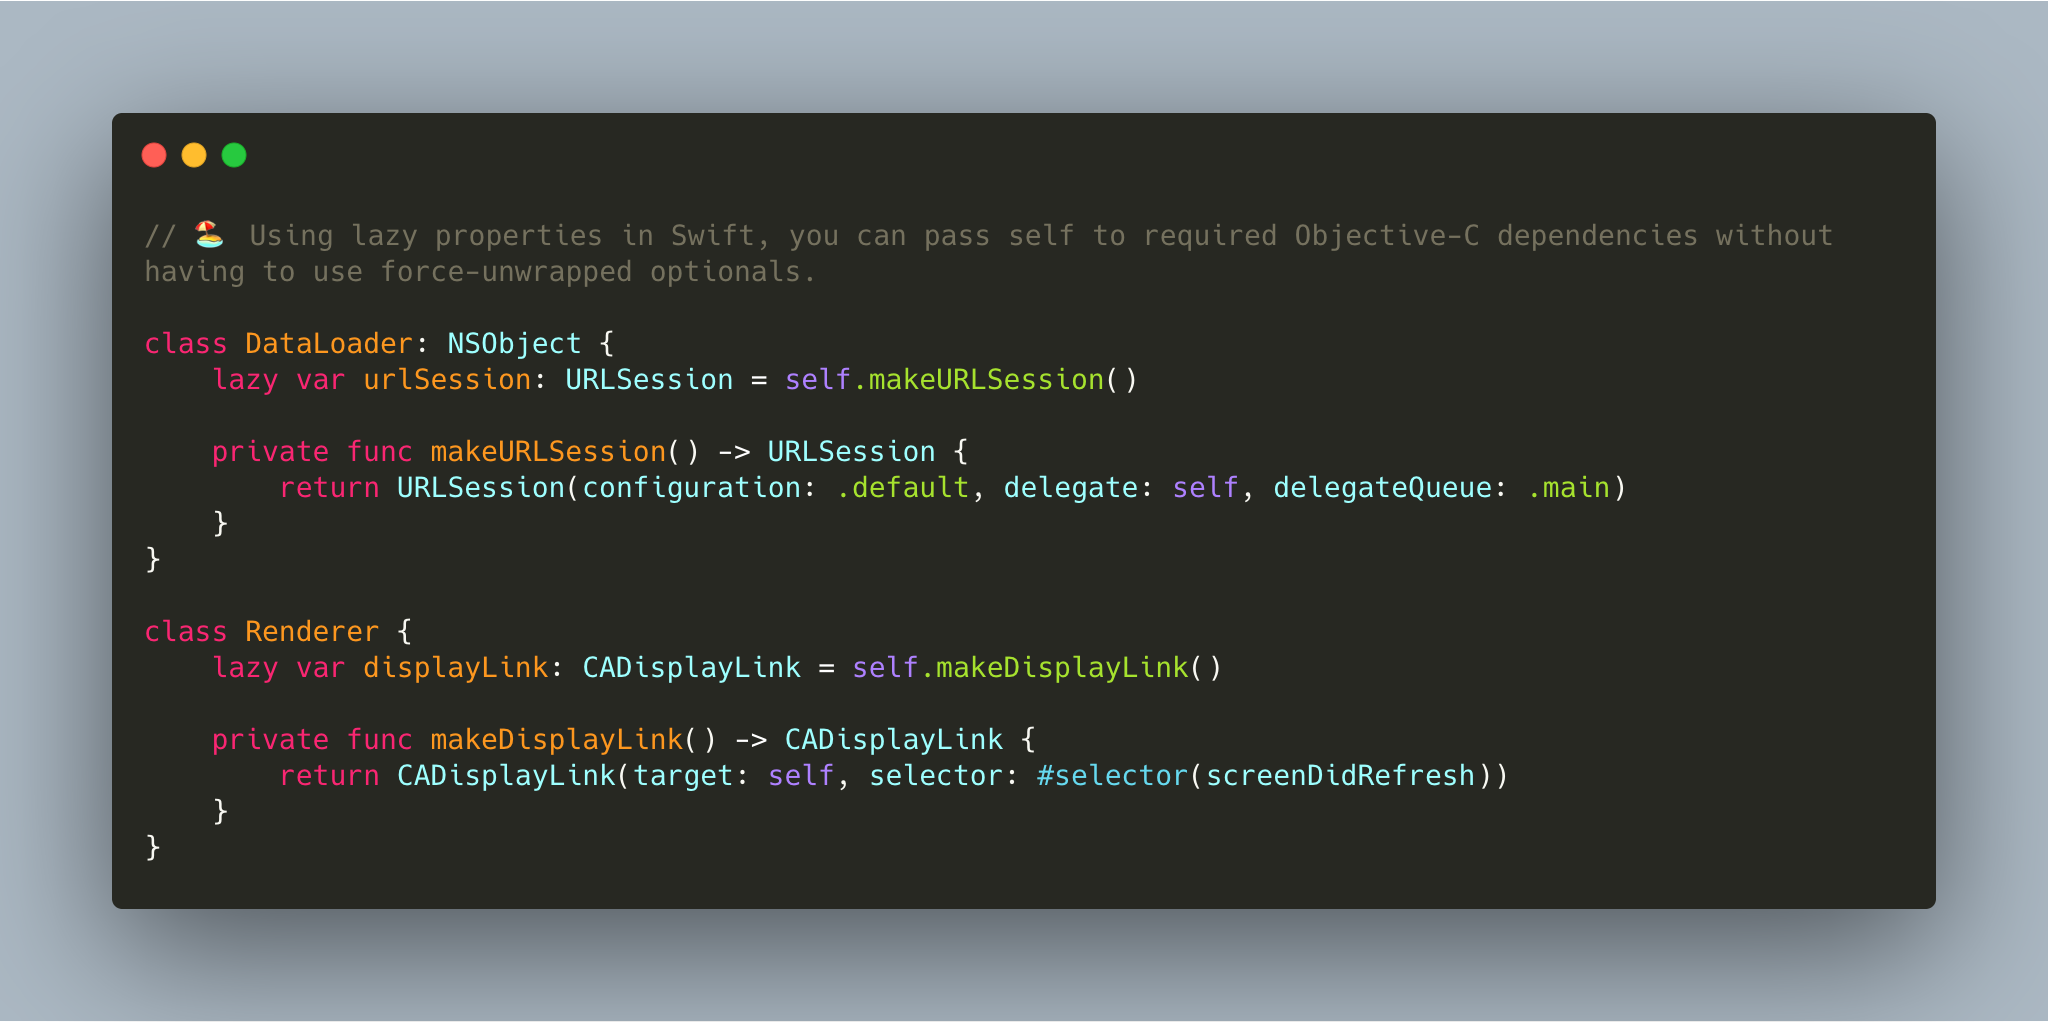 // 🏖 Using lazy properties in Swift, you can pass self to required Objective-C dependencies without
having to use force-unwrapped optionals.

class DataLoader: NSObject {
    lazy var urlSession: URLSession = self.makeURLSession()

    private func makeURLSession() -> URLSession {
        return URLSession(configuration: .default, delegate: self, delegateQueue: .main)
    }
}

class Renderer {
    lazy var displayLink: CADisplayLink = self.makeDisplayLink()

    private func makeDisplayLink() -> CADisplayLink {
        return CADisplayLink(target: self, selector: #selector(screenDidRefresh))
    }
}